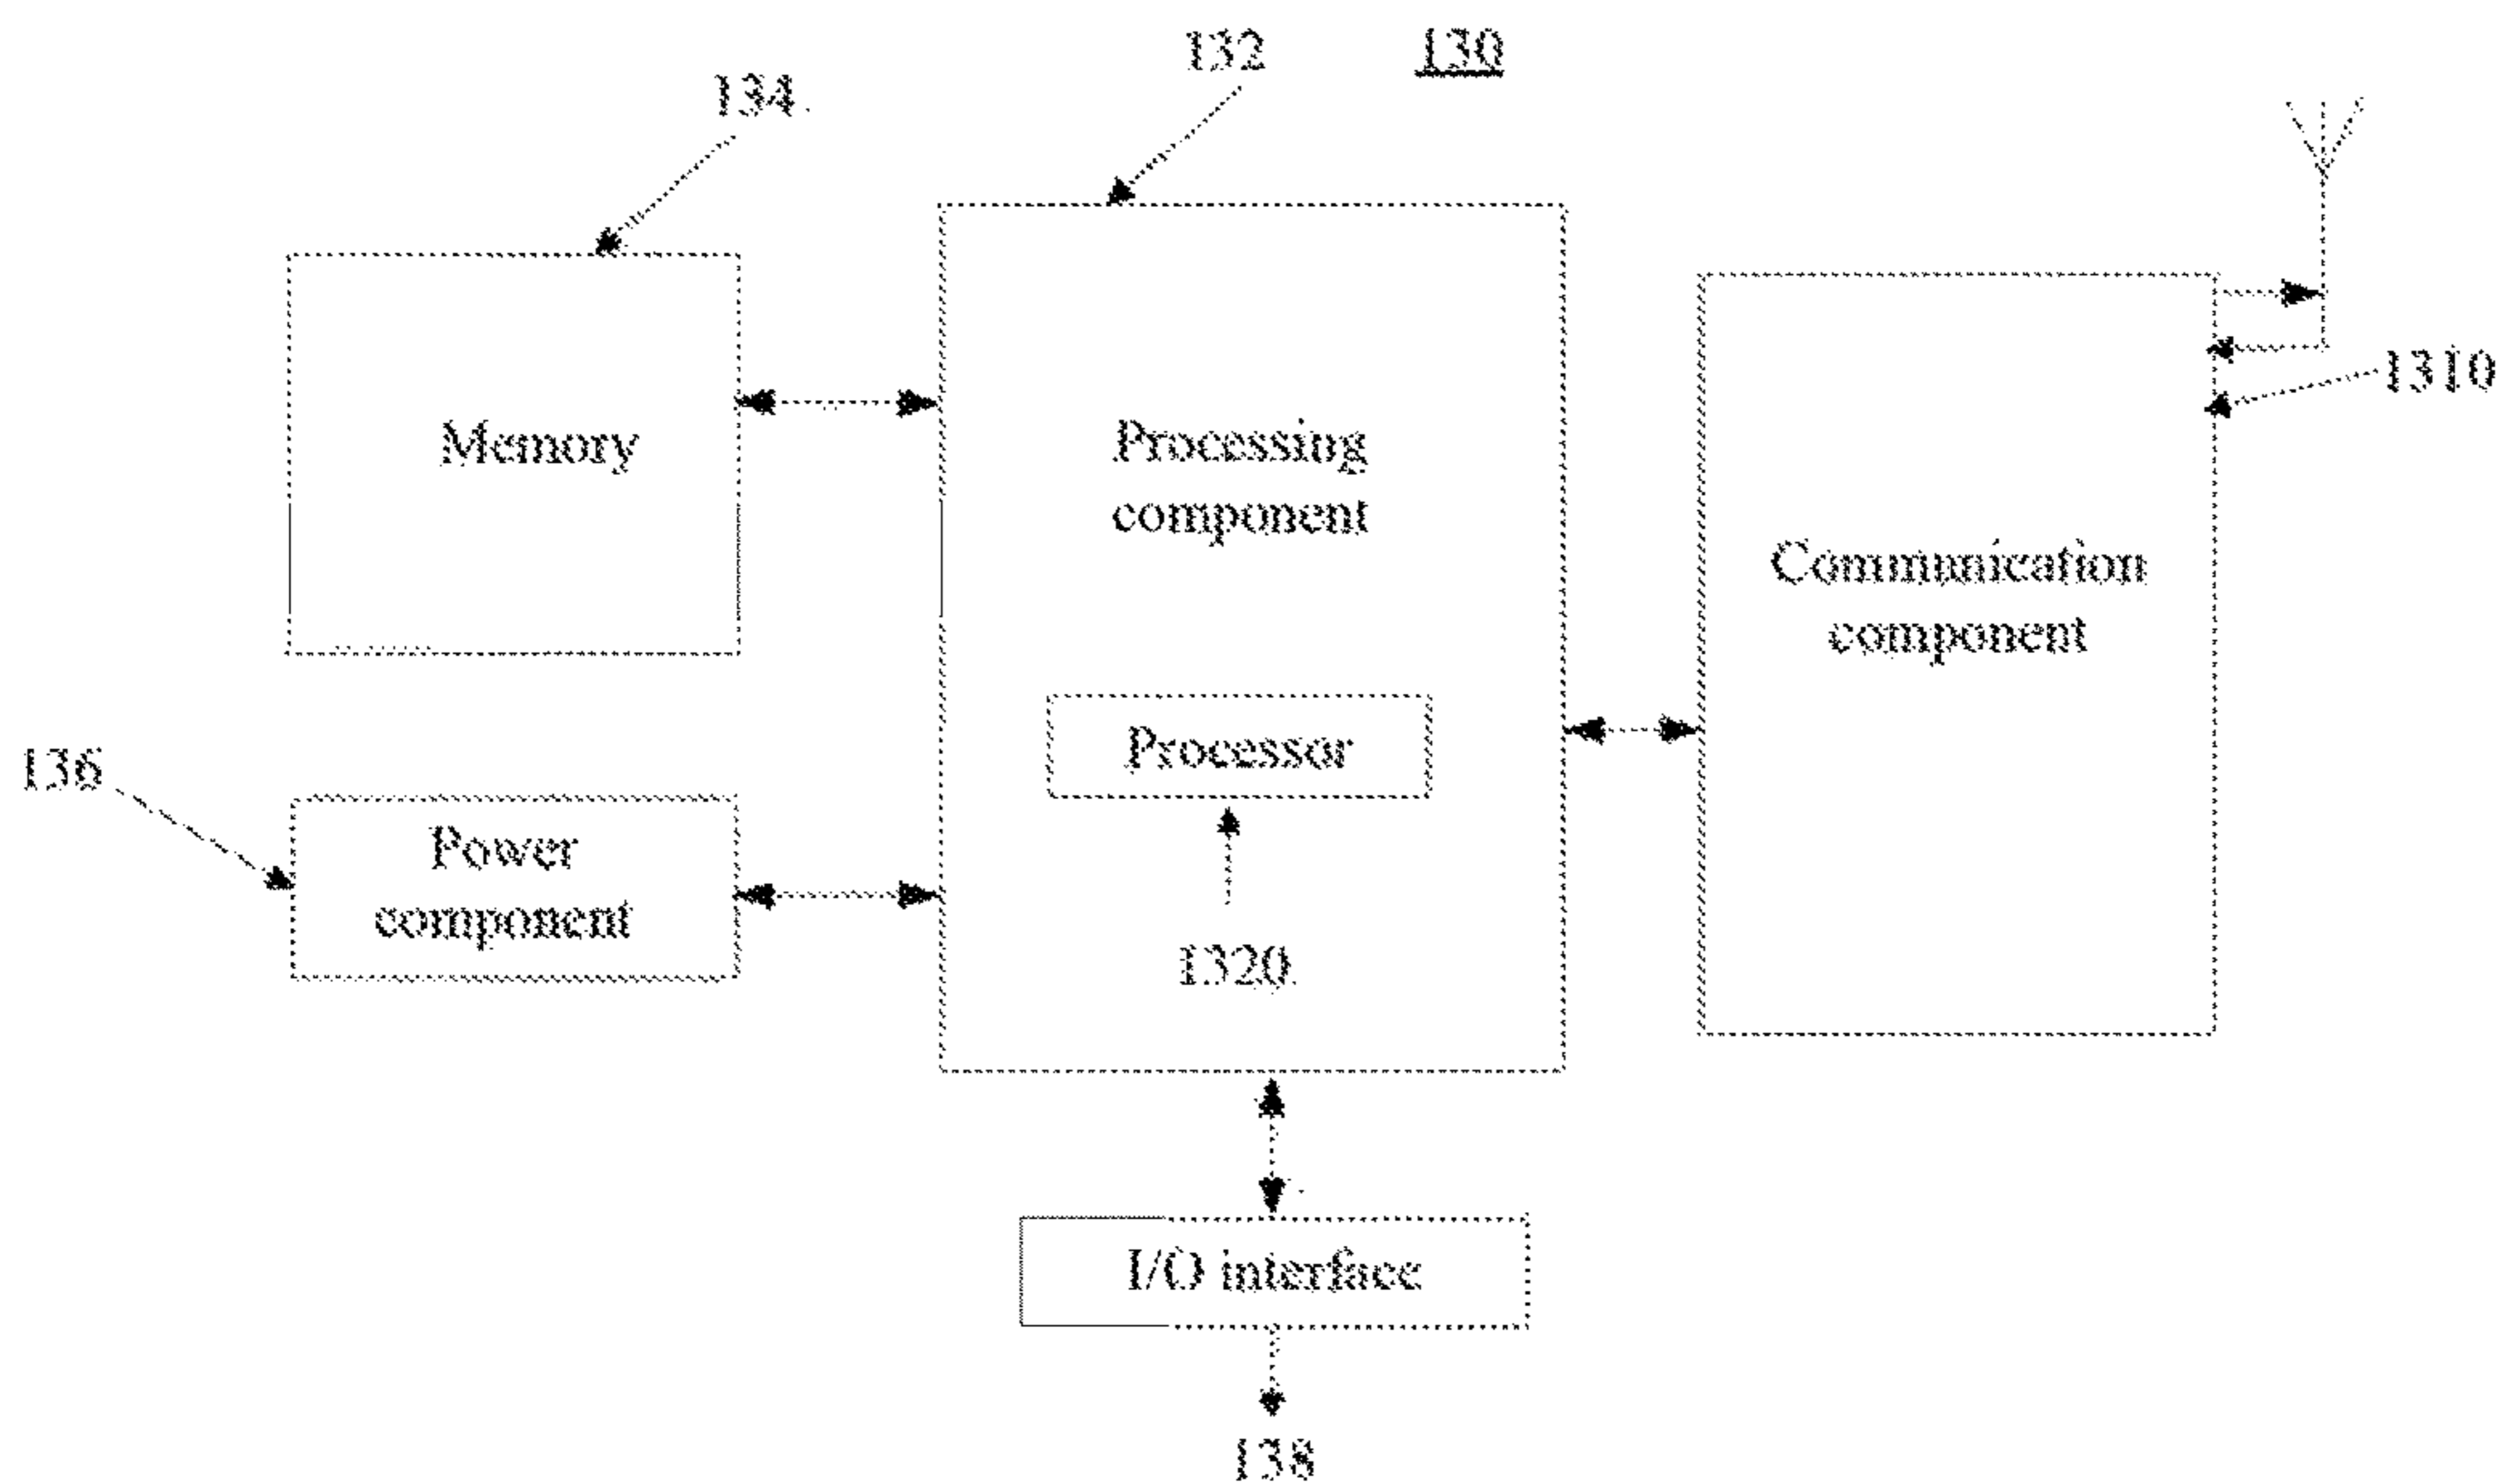 132
130
134
1310
Memory
Processing
component
Communication
component
Processor
136
Power
component
1320
I/O interface
138